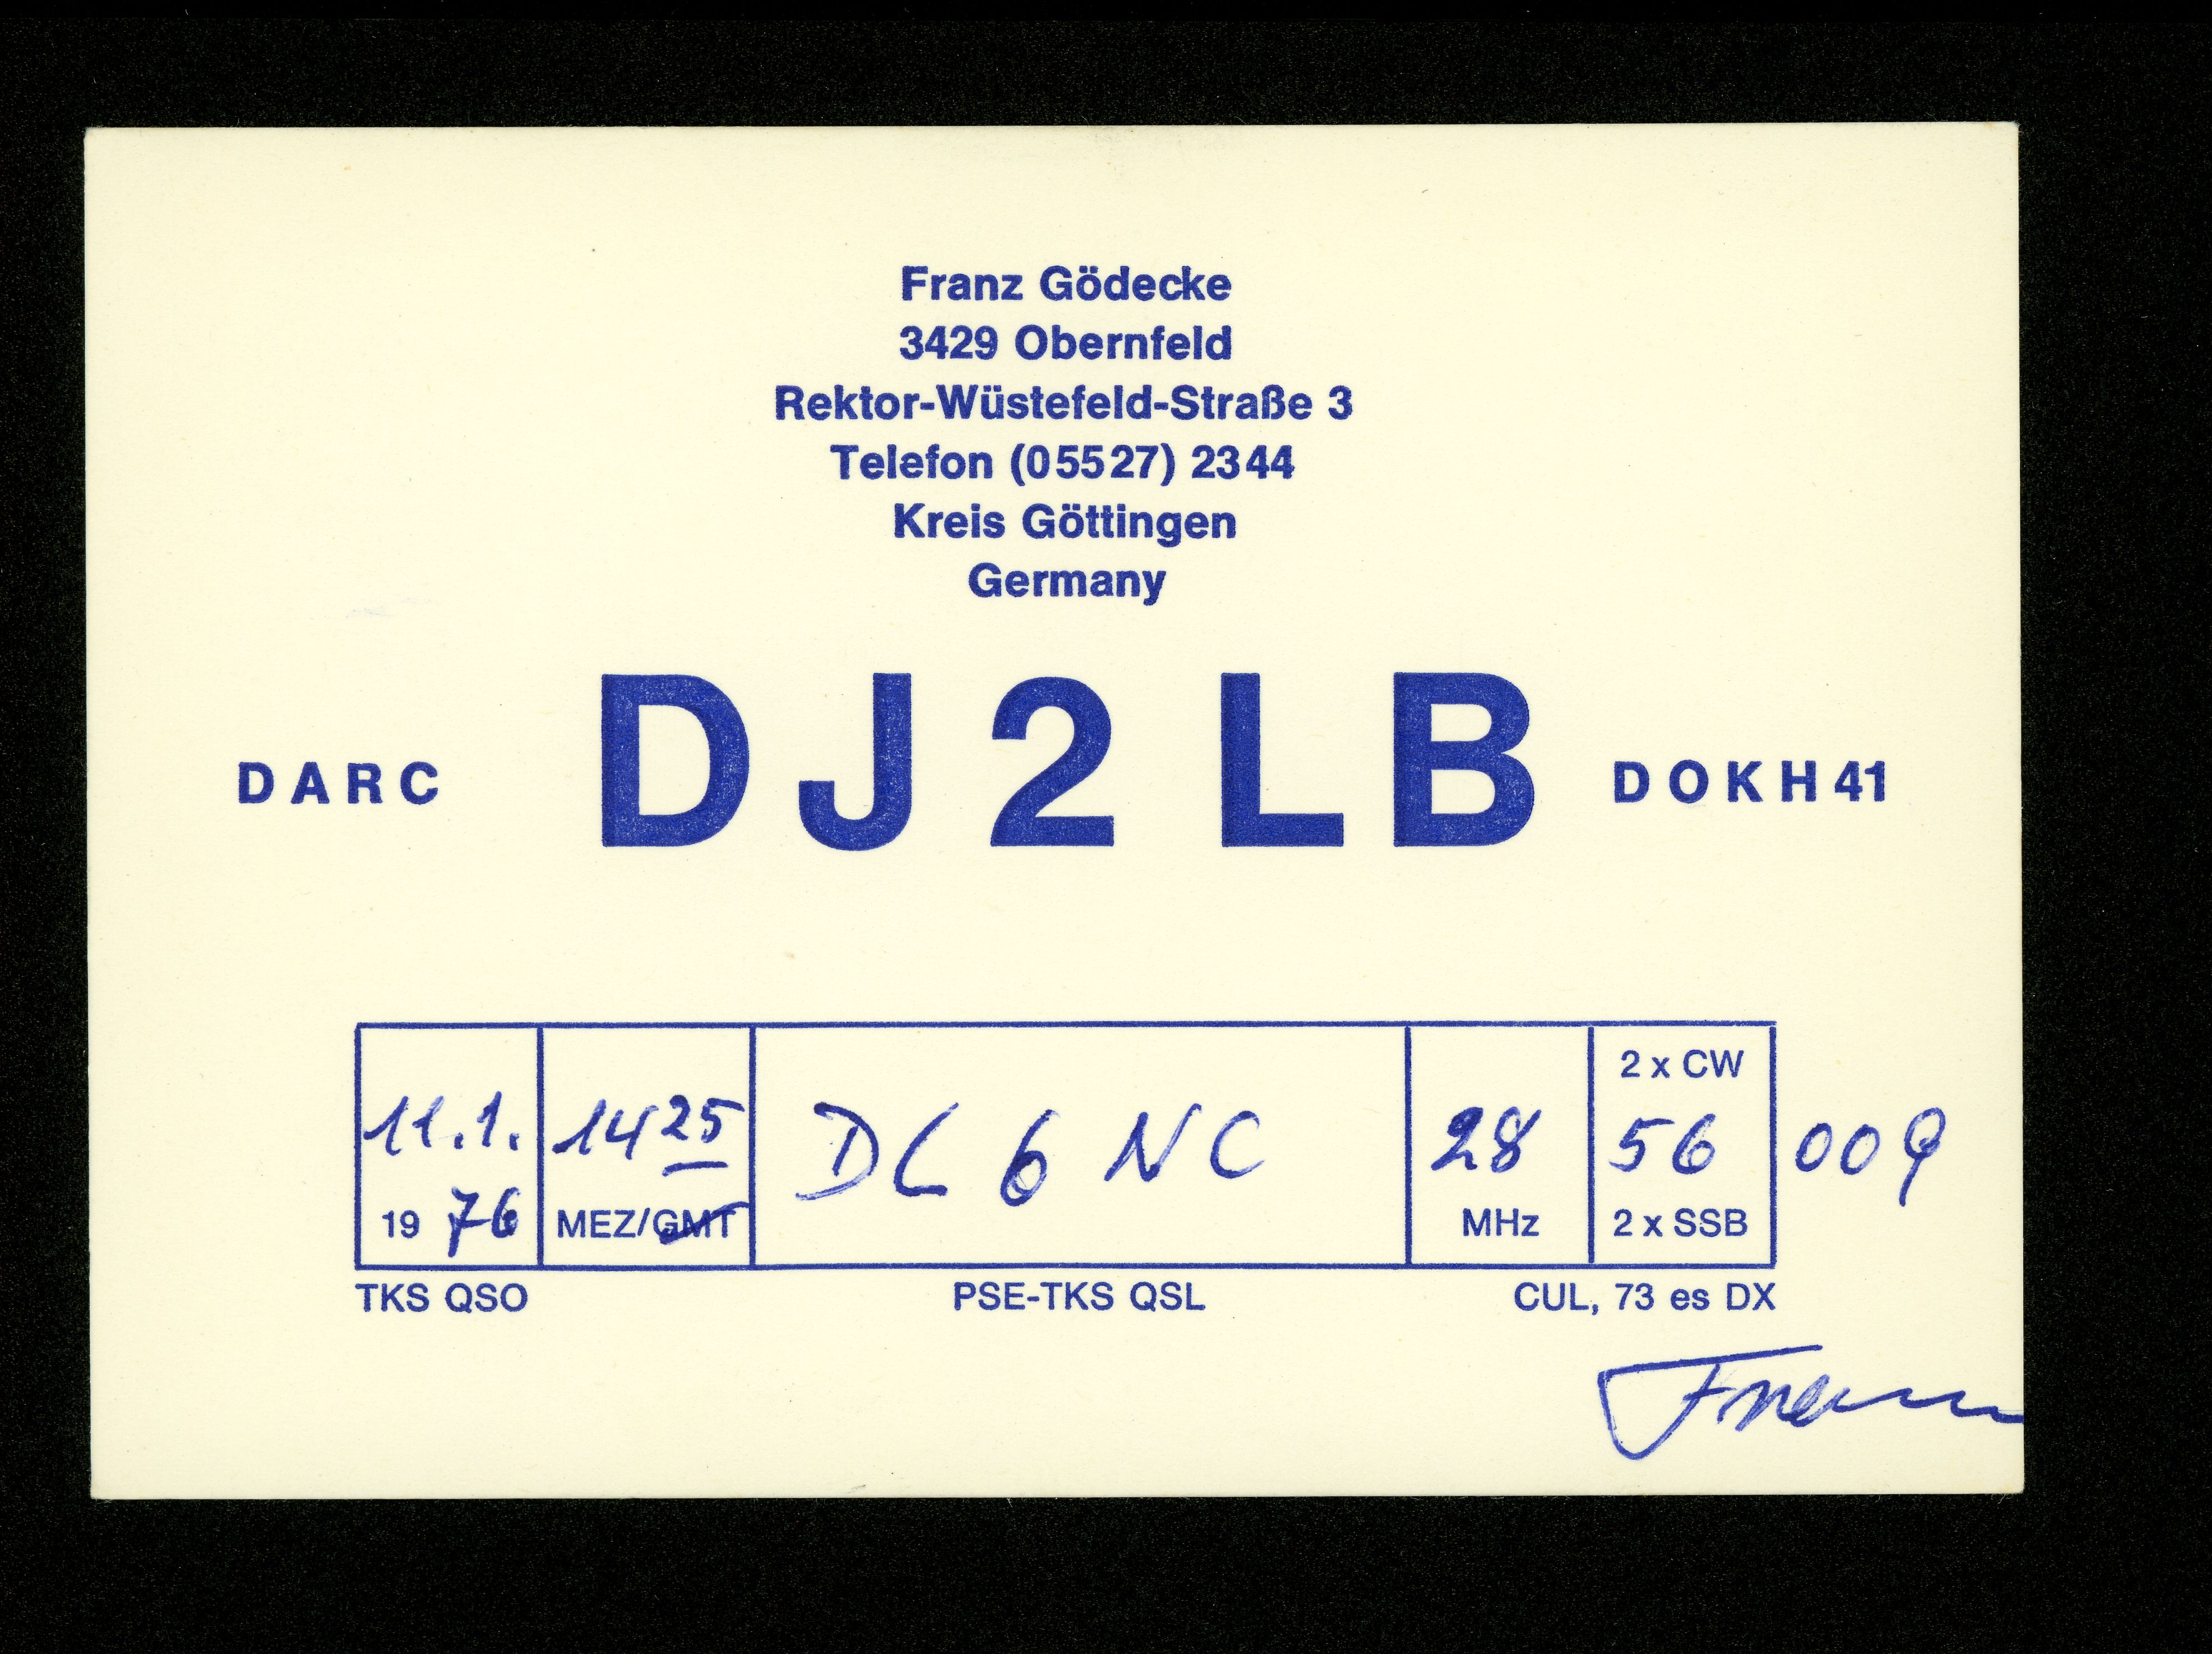 Franz Gödecke
3429 Obernfeld
Rektor-Wüstefeld-Straße 3
Telefon (05527) 2344
Kreis Göttingen
Germany
DARC DJ2LB DOKH41
2 x CW
11.1. 1425 DL6NC 28 56 009
1976 MEZ/GMT MHz 2 x SSB
TKS QSO PSE-TKS QSL CUL, 73 es DX
Franz